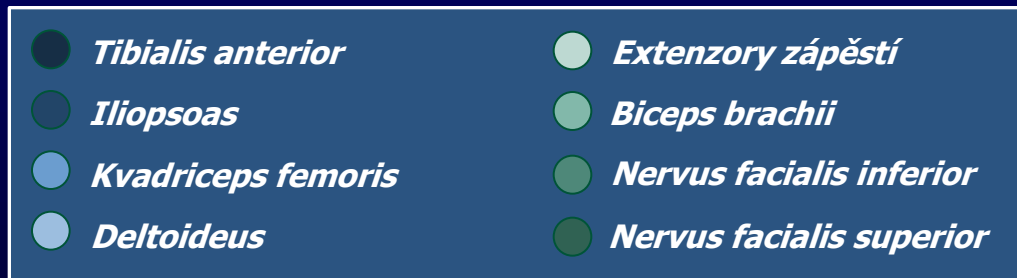 Tibialis anterior
Iliopsoas
Kvadriceps femoris
Deltoideus
Extenzory zápěstí
Biceps brachii
Nervus facialis inferior
Nervus facialis superior